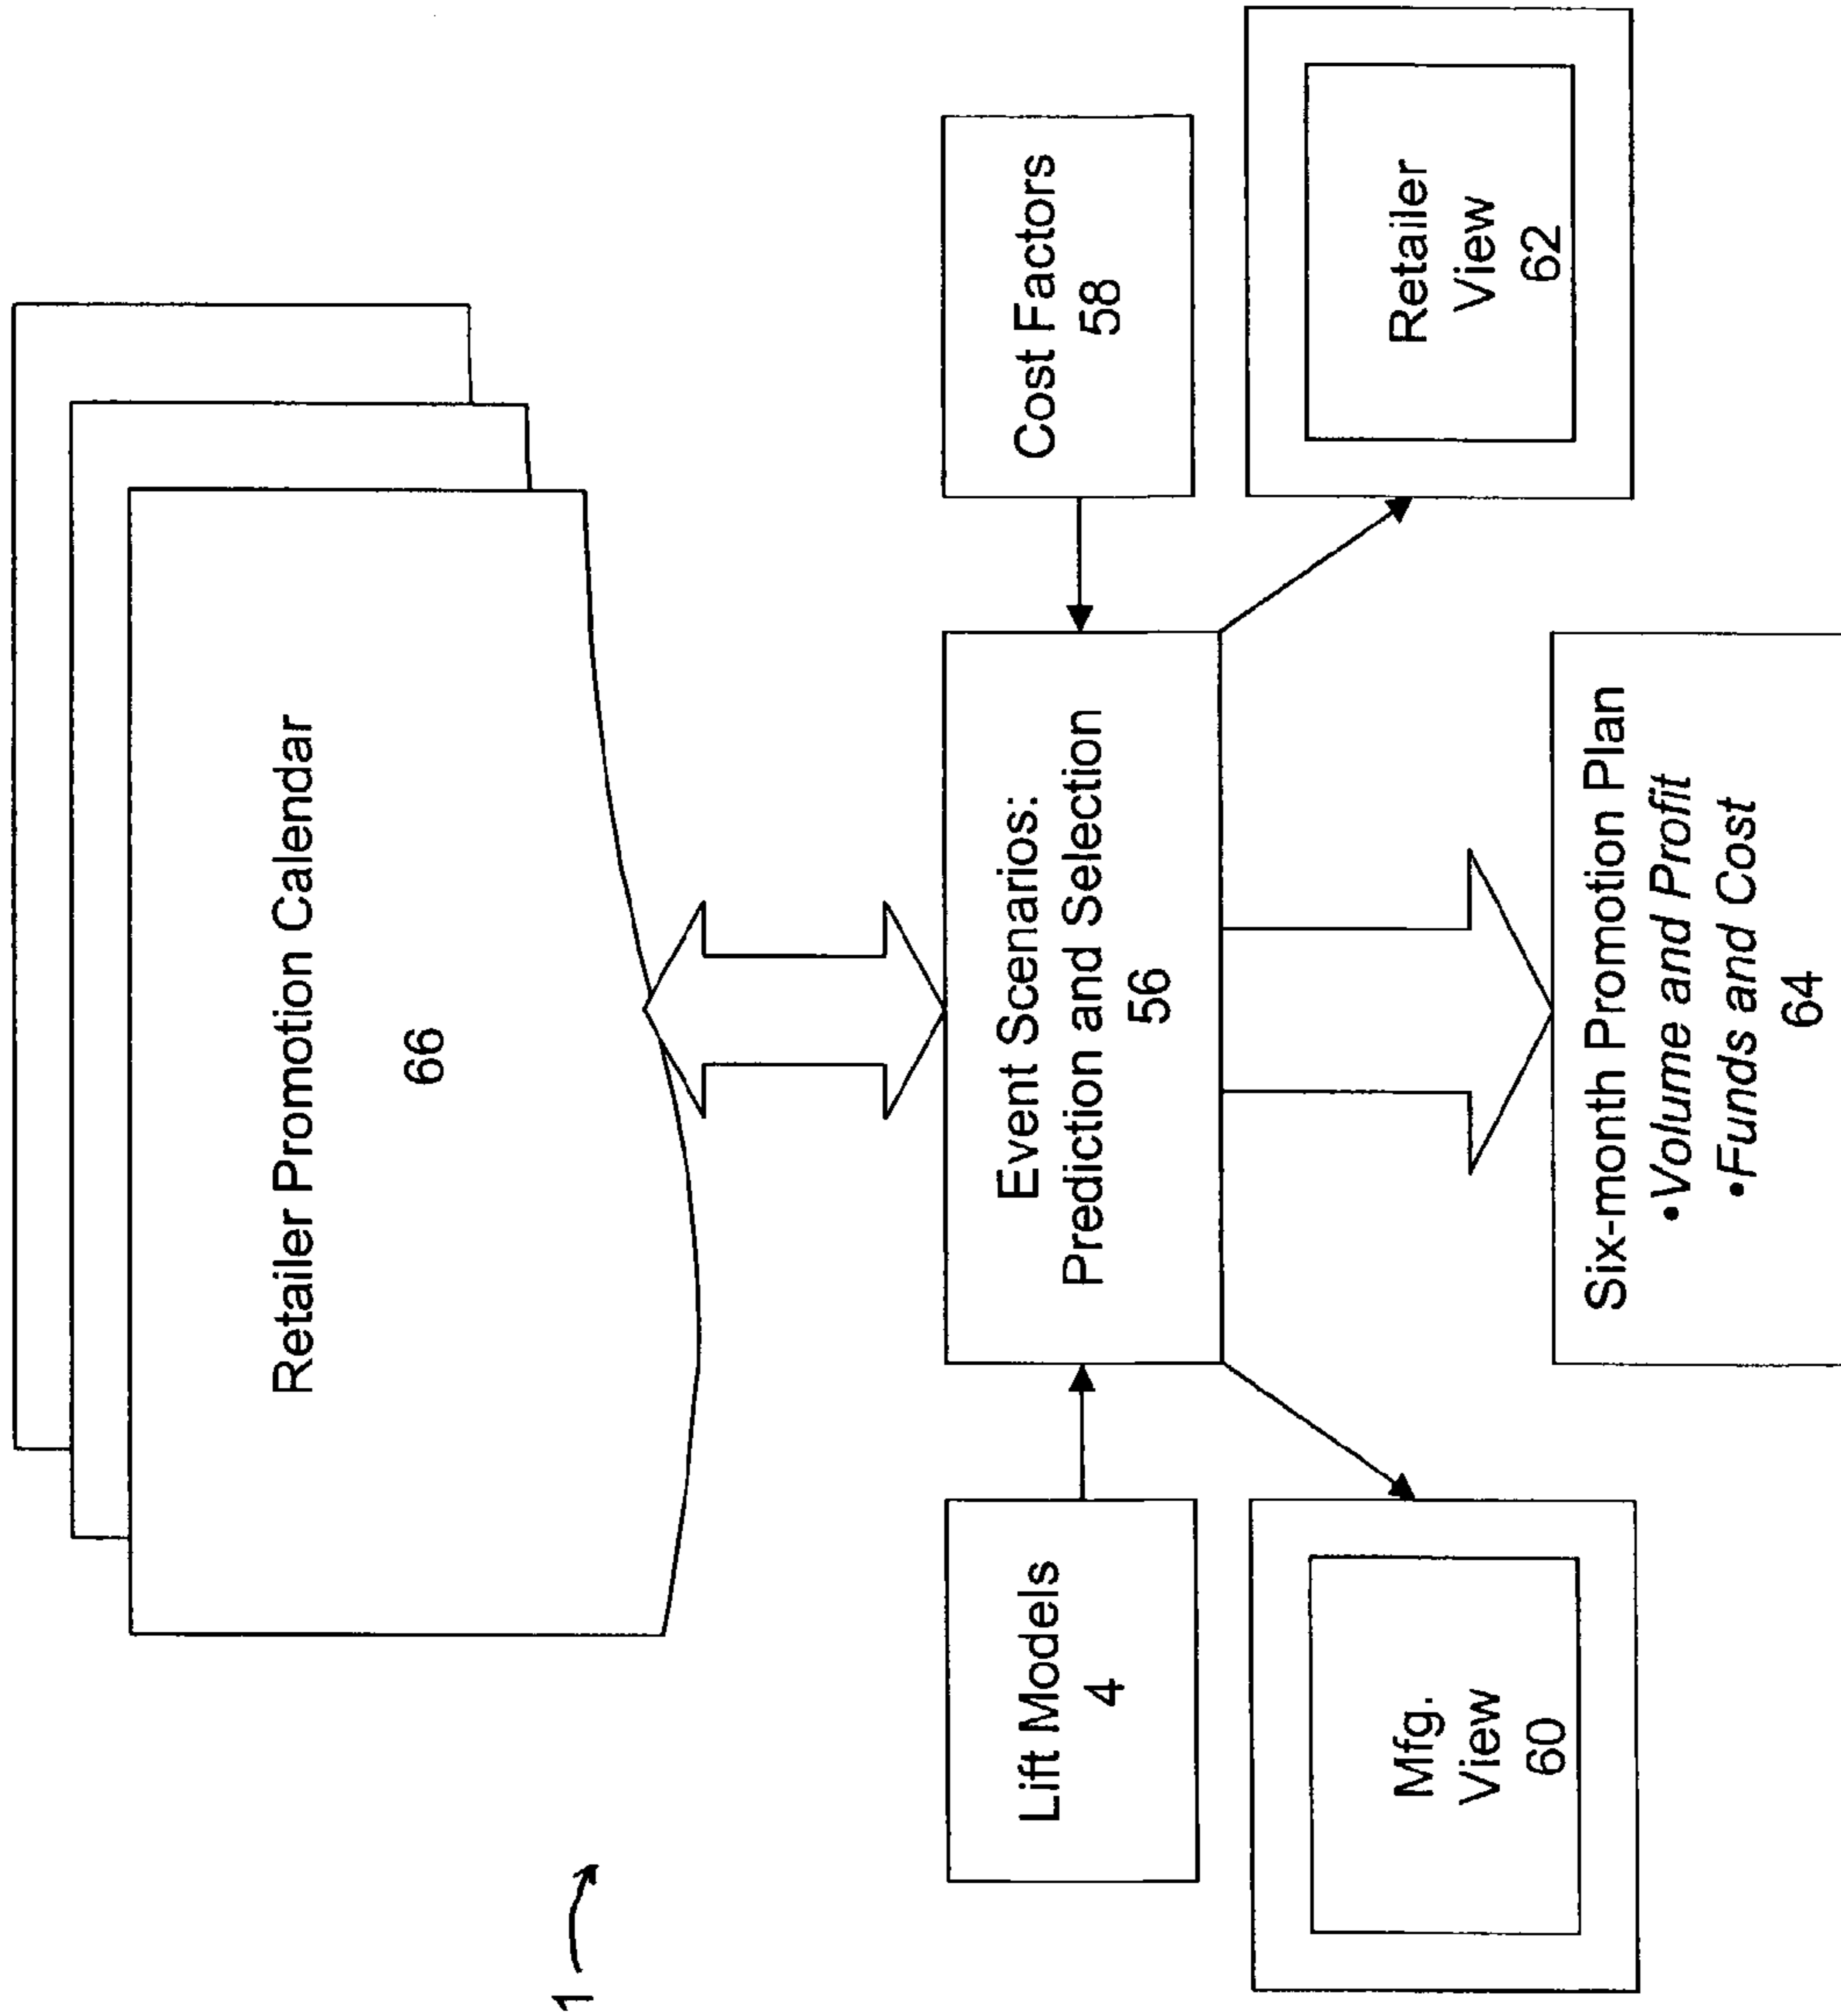 Retailer Promotion Calendar
66
1
Lift Models
4
Event Scenarios:
Prediction and Selection
56
Cost Factors
58
Mfg.
View
60
Retailer
View
62
Six-month Promotion Plan
•Volume and Profit
•Funds and Cost
64